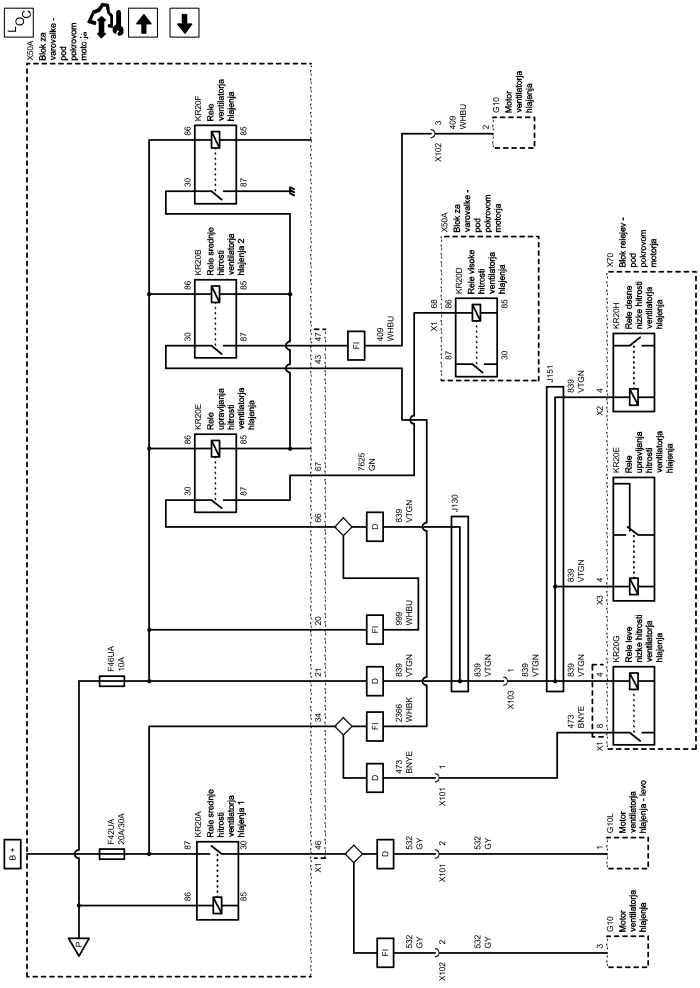 LOC
X50A
Blok za
varovalke -
pod
pokrovom
motorja
KR20F
Rele
ventilatorja
hlajenja
86
85
30
87
KR20B
Rele srednje
hitrosti
ventilatorja
hlajenja 2
86
85
30
87
KR20E
Rele
upravljanja
hitrosti
ventilatorja
hlajenja
86
85
30
87
F46UA
10A
B +
F42UA
20A/30A
KR20A
Rele srednje
hitrosti
ventilatorja
hlajenja 1
87
30
86
85
P
47
43
67
66
20
21
34
46
X1
FI
409
WHBU
X102
3
409
WHBU
2
G10
Motor
ventilatorja
hlajenja
X50A
Blok za
varovalke -
pod
pokrovom
motorja
KR20D
Rele visoke
hitrosti
ventilatorja
hlajenja
X1
68
86
85
87
30
7625
GN
D
839
VTGN
J130
FI
999
WHBU
D
839
VTGN
839
VTGN
X103
1
839
VTGN
FI
2366
WHBK
D
473
BNYE
X101
1
473
BNYE
J151
839
VTGN
X2
4
839
VTGN
X3
4
839
VTGN
X1
8
4
X70
Blok relejev -
pod
pokrovom
motorja
KR20H
Rele desne
nizke hitrosti
ventilatorja
hlajenja
KR20E
Rele
upravljanja
hitrosti
ventilatorja
hlajenja
KR20G
Rele leve
nizke hitrosti
ventilatorja
hlajenja
D
532
GY
X101
2
532
GY
1
G10L
Motor
ventilatorja
hlajenja - levo
FI
532
GY
X102
2
532
GY
3
G10
Motor
ventilatorja
hlajenja